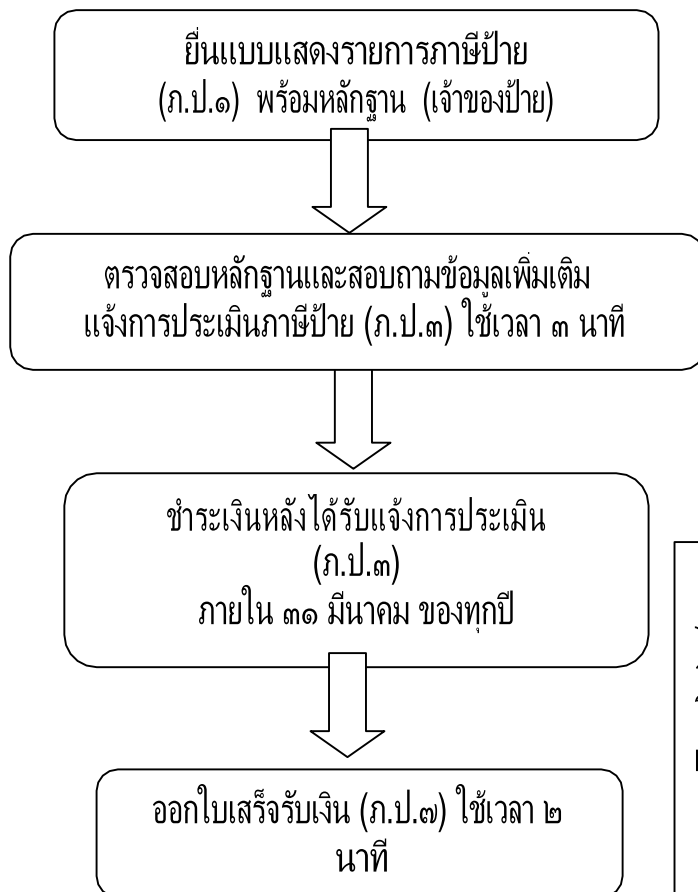 ยื่นแบบแสดงรายการภาษีป้าย
(ภ.ป.๑) พร้อมหลักฐาน (เจ้าของป้าย)
ตรวจสอบหลักฐานและสอบถามข้อมูลเพิ่มเติม
แจ้งการประเมินภาษีป้าย (ภ.ป.๓) ใช้เวลา ๓ นาที
ชำระเงินหลังได้รับแจ้งการประเมิน
(ภ.ป.๓)
ภายใน ๓๑ มีนาคม ของทุกปี
ออกใบเสร็จรับเงิน (ภ.ป.๗) ใช้เวลา ๒
นาที